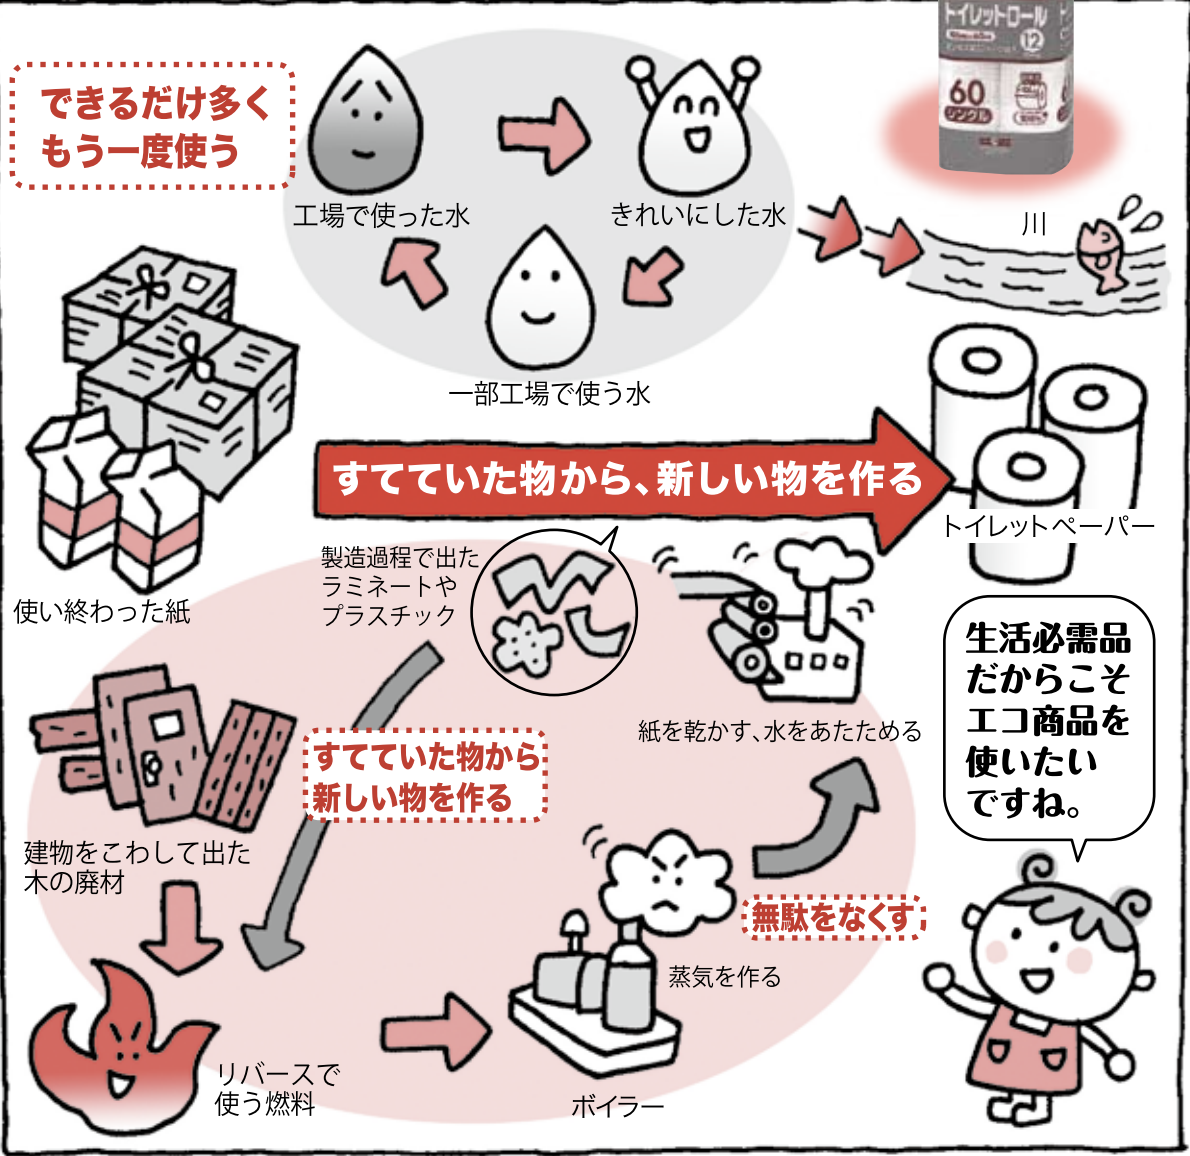 できるだけ多く
もう一度使う
工場で使った水
きれいにした水
一部工場で使う水
トイレットロール
12
60
シングル
川
使い終わった紙
すてていた物から、新しい物を作る
トイレットペーパー
製造過程で出た
ラミネートや
プラスチック
紙を乾かす、水をあたためる
すてていた物から
新しい物を作る
建物をこわして出た
木の廃材
リバースで
使う燃料
ボイラー
蒸気を作る
無駄をなくす
生活必需品
だからこそ
エコ商品を
使いたい
ですね。